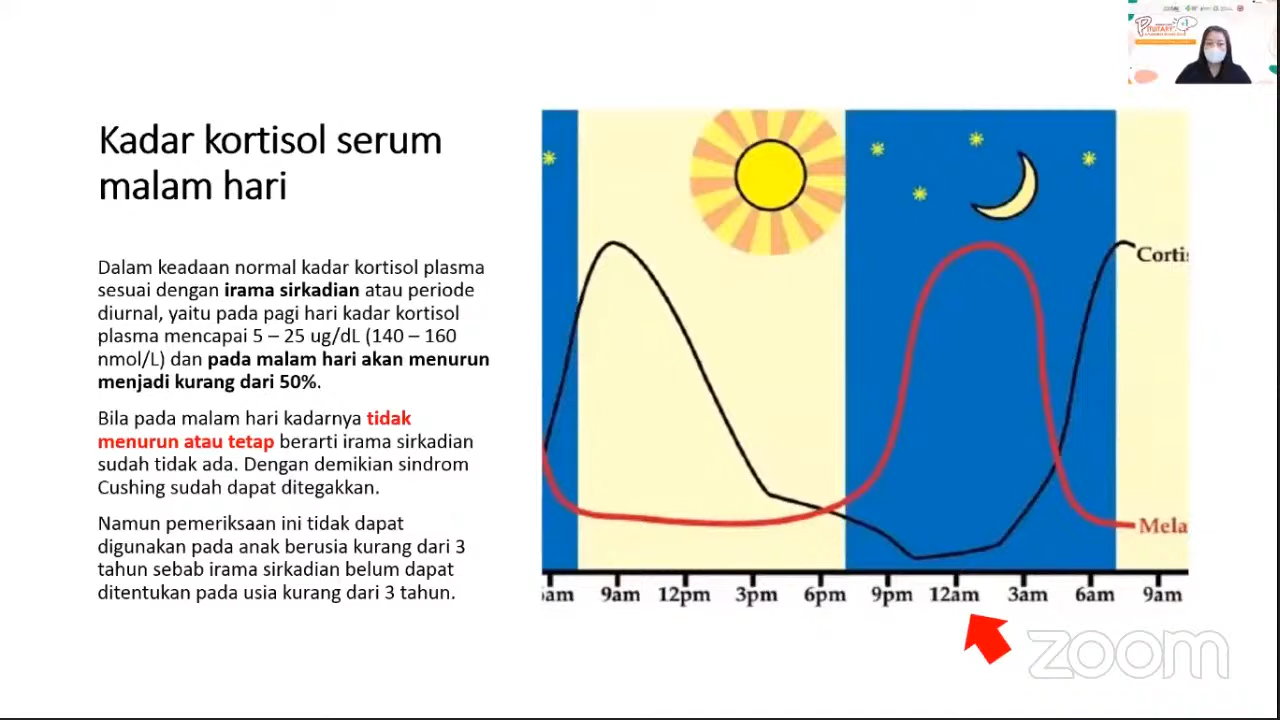 Kadar kortisol serum
malam hari
Dalam keadaan normal kadar kortisol plasma
sesuai dengan irama sirkadian atau periode
diurnal, yaitu pada pagi hari kadar kortisol
plasma mencapai 5 – 25 ug/dL (140 – 160
nmol/L) dan pada malam hari akan menurun
menjadi kurang dari 50%.
Bila pada malam hari kadarnya tidak
menurun atau tetap berarti irama sirkadian
sudah tidak ada. Dengan demikian sindrom
Cushing sudah dapat ditegakkan.
Namun pemeriksaan ini tidak dapat
digunakan pada anak berusia kurang dari 3
tahun sebab irama sirkadian belum dapat
ditentukan pada usia kurang dari 3 tahun.
Corti
Mela
6am 9am 12pm 3pm 6pm 9pm 12am 3am 6am 9am
zoom
PITUITARY